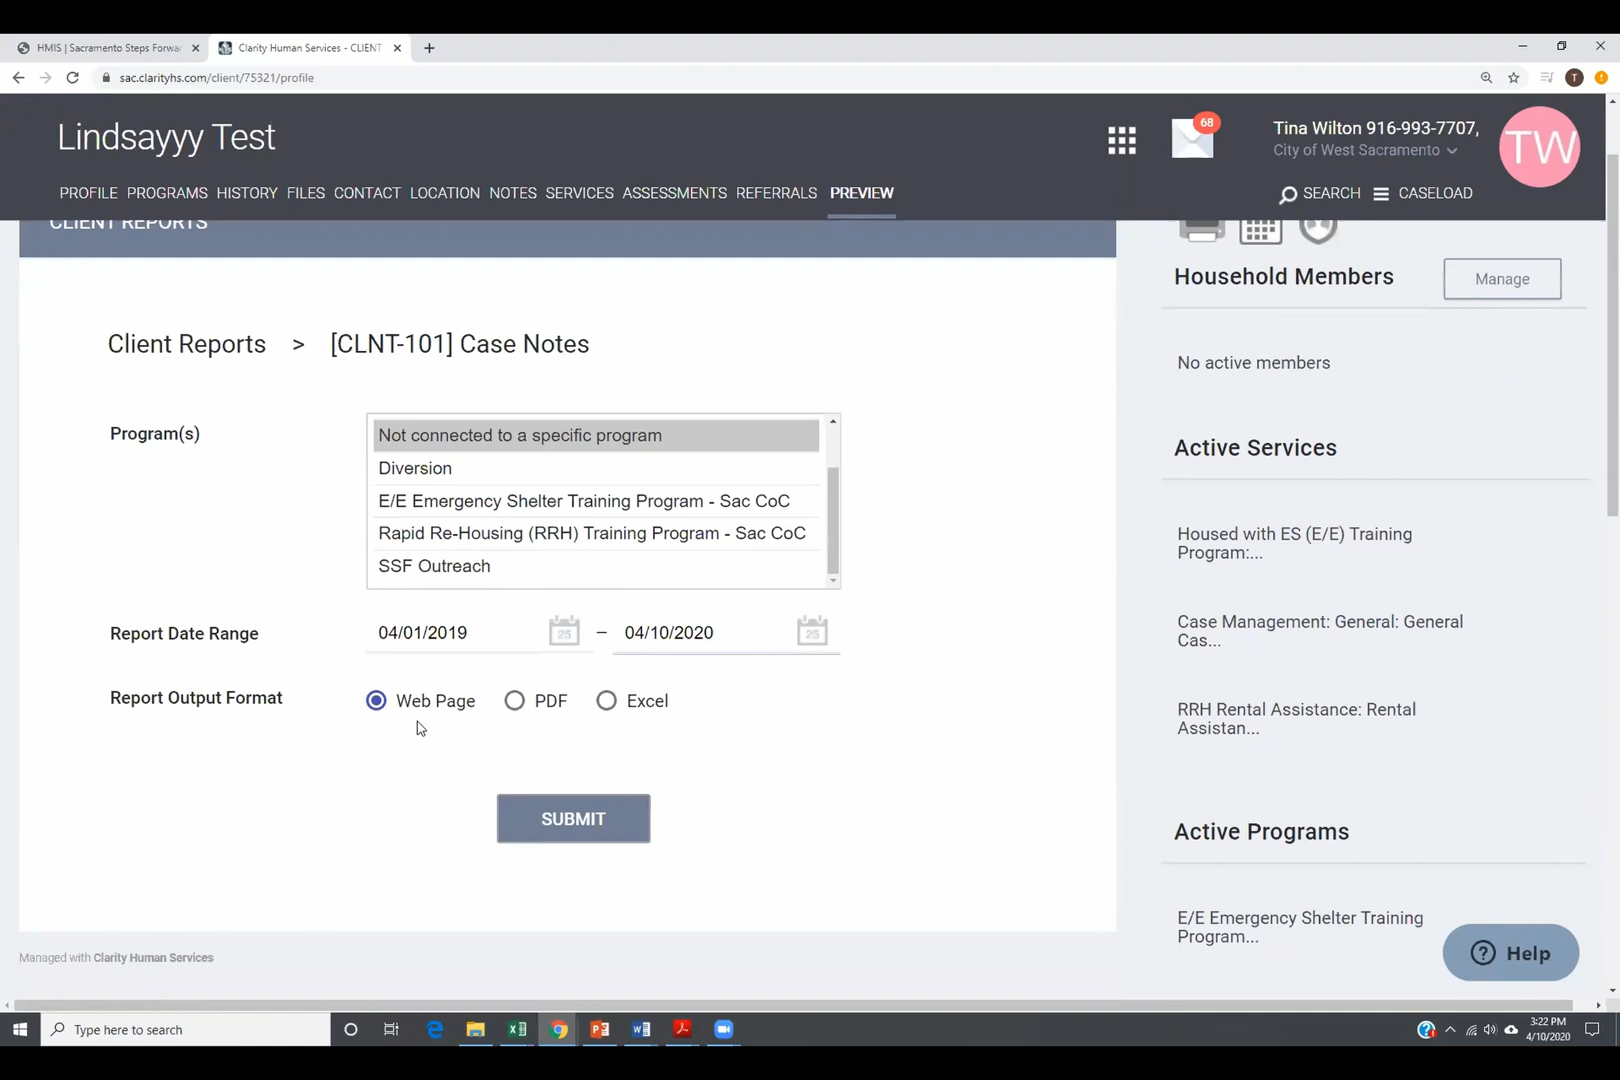 HMIS | Sacramento Steps Forwar
Clarity Human Services - CLIENT
sac.clarityhs.com/client/75321/profile
T
Lindsayyy Test
68
Tina Wilton 916-993-7707,
City of West Sacramento
TW
PROFILE PROGRAMS HISTORY FILES CONTACT LOCATION NOTES SERVICES ASSESSMENTS REFERRALS PREVIEW
SEARCH CASELOAD
CLIENT REPORTS
Household Members
Manage
No active members
Client Reports > [CLNT-101] Case Notes
Program(s)
Not connected to a specific program
Diversion
E/E Emergency Shelter Training Program - Sac CoC
Rapid Re-Housing (RRH) Training Program - Sac CoC
SSF Outreach
Report Date Range
04/01/2019
25
–
04/10/2020
25
Report Output Format
Web Page
PDF
Excel
SUBMIT
Active Services
Housed with ES (E/E) Training
Program:...
Case Management: General: General
Cas...
RRH Rental Assistance: Rental
Assistan...
Active Programs
E/E Emergency Shelter Training
Program...
Help
Managed with Clarity Human Services
Type here to search
3:22 PM
4/10/2020